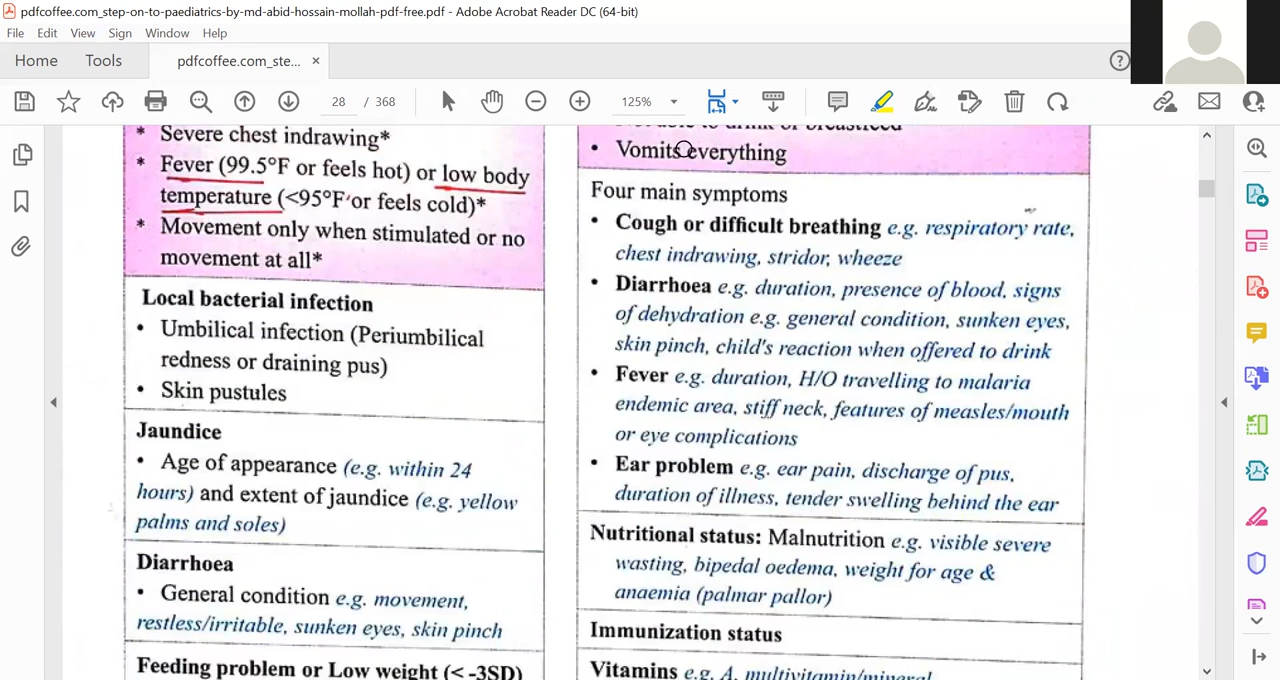 pdfcoffee.com_step-on-to-paediatrics-by-md-abid-hossain-mollah-pdf-free.pdf - Adobe Acrobat Reader DC (64-bit)
File Edit View Sign Window Help
Home Tools pdfcoffee.com_ste... ×
28 / 368 125%
* Severe chest indrawing*
* Fever (99.5°F or feels hot) or low body
temperature (<95°F or feels cold)*
* Movement only when stimulated or no
movement at all*
Local bacterial infection
• Umbilical infection (Periumbilical
redness or draining pus)
• Skin pustules
Jaundice
• Age of appearance (e.g. within 24
hours) and extent of jaundice (e.g. yellow
palms and soles)
Diarrhoea
• General condition e.g. movement,
restless/irritable, sunken eyes, skin pinch
Feeding problem or Low weight (< -3SD)
to drink or breastfeed
• Vomits everything
Four main symptoms
• Cough or difficult breathing e.g. respiratory rate,
chest indrawing, stridor, wheeze
• Diarrhoea e.g. duration, presence of blood, signs
of dehydration e.g. general condition, sunken eyes,
skin pinch, child's reaction when offered to drink
• Fever e.g. duration, H/O travelling to malaria
endemic area, stiff neck, features of measles/mouth
or eye complications
• Ear problem e.g. ear pain, discharge of pus,
duration of illness, tender swelling behind the ear
Nutritional status: Malnutrition e.g. visible severe
wasting, bipedal oedema, weight for age &
anaemia (palmar pallor)
Immunization status
Vitamins e.g. A, multivitamin/mineral